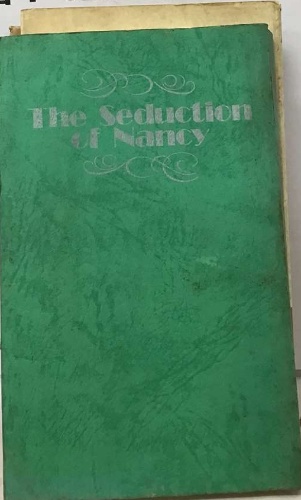 The Seduction
of Nancy